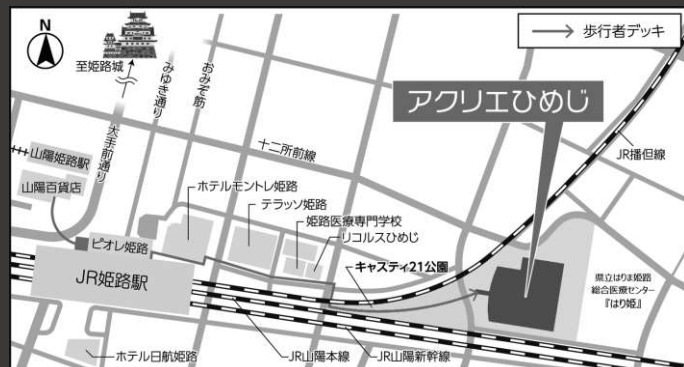 N
至姫路城
みゆき通り
おみぞ筋
大手前通り
歩行者デッキ
アクリエひめじ
JR播但線
十二所前線
山陽姫路駅
山陽百貨店
ホテルモントレ姫路
テラッソ姫路
姫路医療専門学校
リコルスひめじ
ピオレ姫路
キャスティ21公園
JR姫路駅
県立はりま姫路
総合医療センター
『はり姫』
ホテル日航姫路
JR山陽本線
JR山陽新幹線